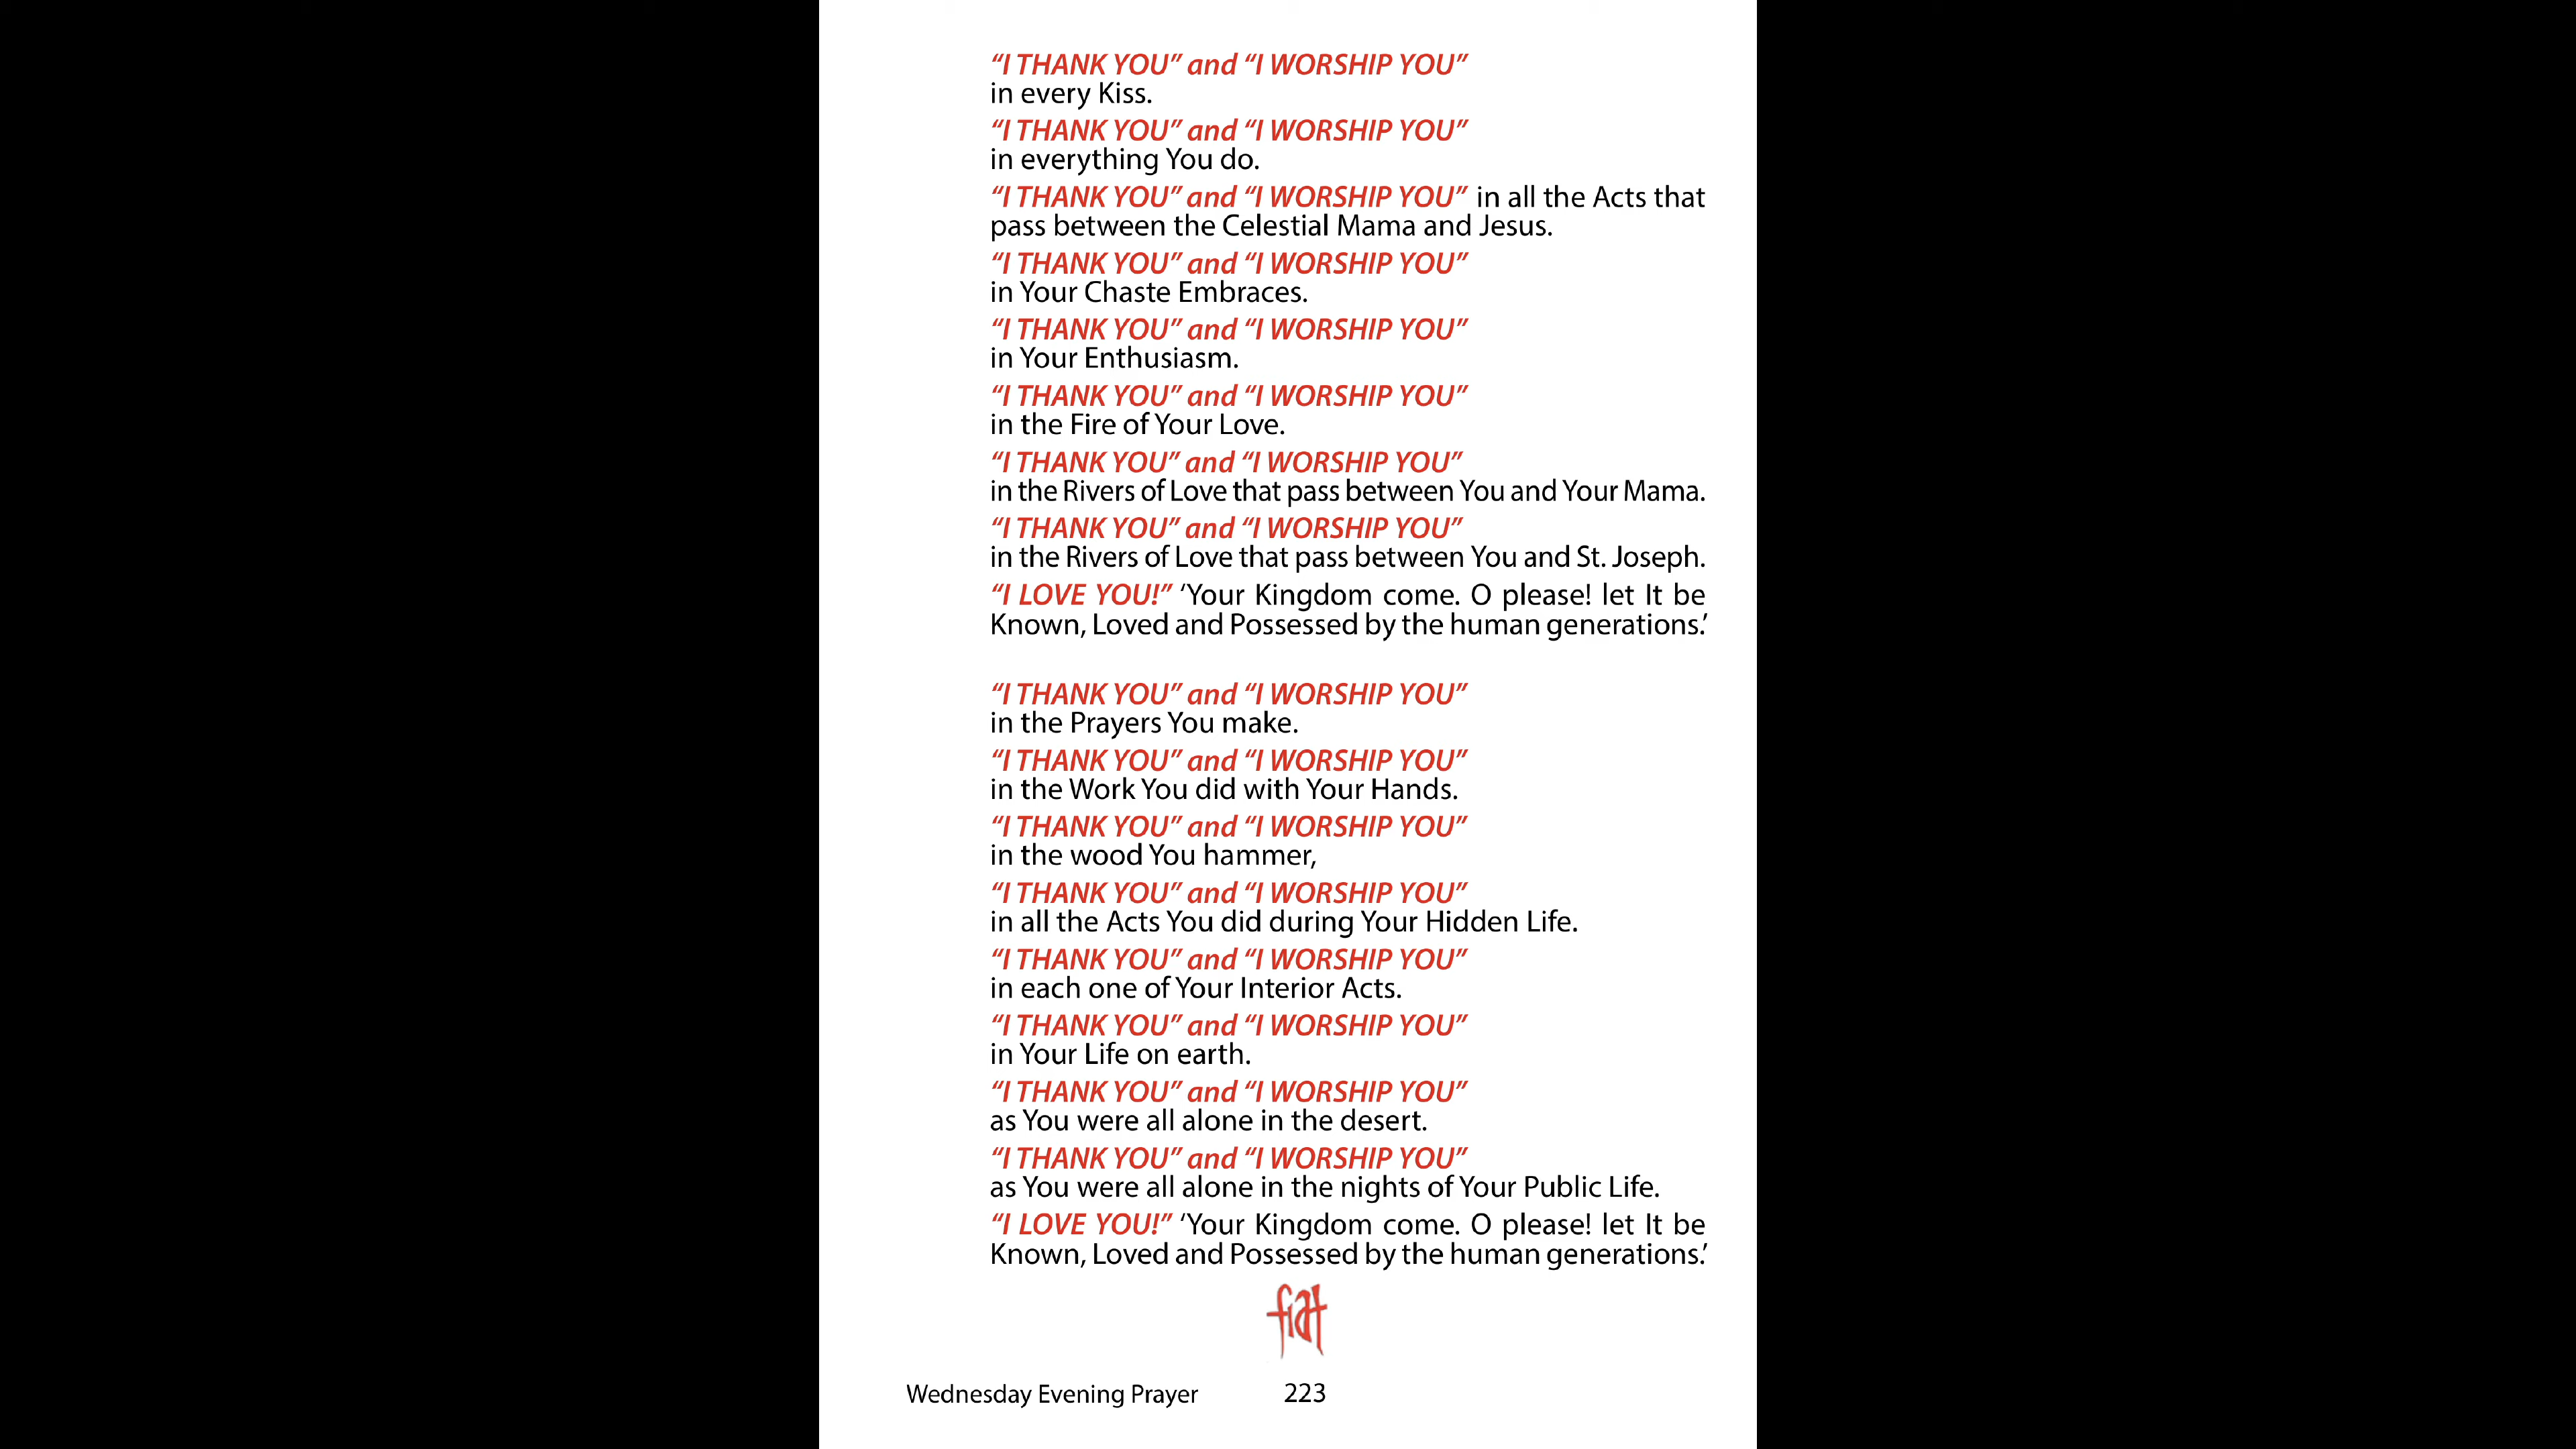 “I THANK YOU” and “I WORSHIP YOU”
in every Kiss.
“I THANK YOU” and “I WORSHIP YOU”
in everything You do.
“I THANK YOU” and “I WORSHIP YOU” in all the Acts that
pass between the Celestial Mama and Jesus.
“I THANK YOU” and “I WORSHIP YOU”
in Your Chaste Embraces.
“I THANK YOU” and “I WORSHIP YOU”
in Your Enthusiasm.
“I THANK YOU” and “I WORSHIP YOU”
in the Fire of Your Love.
“I THANK YOU” and “I WORSHIP YOU”
in the Rivers of Love that pass between You and Your Mama.
“I THANK YOU” and “I WORSHIP YOU”
in the Rivers of Love that pass between You and St. Joseph.
“I LOVE YOU!” ‘Your Kingdom come. O please! let It be
Known, Loved and Possessed by the human generations.’
“I THANK YOU” and “I WORSHIP YOU”
in the Prayers You make.
“I THANK YOU” and “I WORSHIP YOU”
in the Work You did with Your Hands.
“I THANK YOU” and “I WORSHIP YOU”
in the wood You hammer,
“I THANK YOU” and “I WORSHIP YOU”
in all the Acts You did during Your Hidden Life.
“I THANK YOU” and “I WORSHIP YOU”
in each one of Your Interior Acts.
“I THANK YOU” and “I WORSHIP YOU”
in Your Life on earth.
“I THANK YOU” and “I WORSHIP YOU”
as You were all alone in the desert.
“I THANK YOU” and “I WORSHIP YOU”
as You were all alone in the nights of Your Public Life.
“I LOVE YOU!” ‘Your Kingdom come. O please! let It be
Known, Loved and Possessed by the human generations.’
fiat
Wednesday Evening Prayer 223